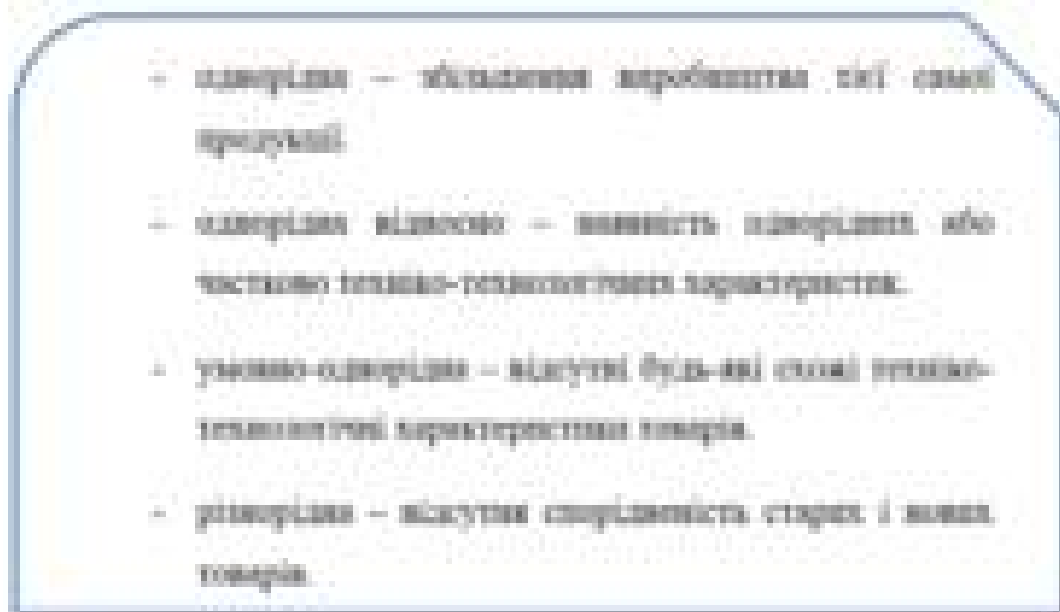 - однорідна – збільшення виробництва тієї самої
продукції
- однорідна відносно – наявність однорідних або
частково техніко-технологічних характеристик.
- умовно-однорідна – відсутні будь-які схожі техніко-
технологічні характеристики товарів.
- різнорідна – відсутня спорідненість старих і нових
товарів.